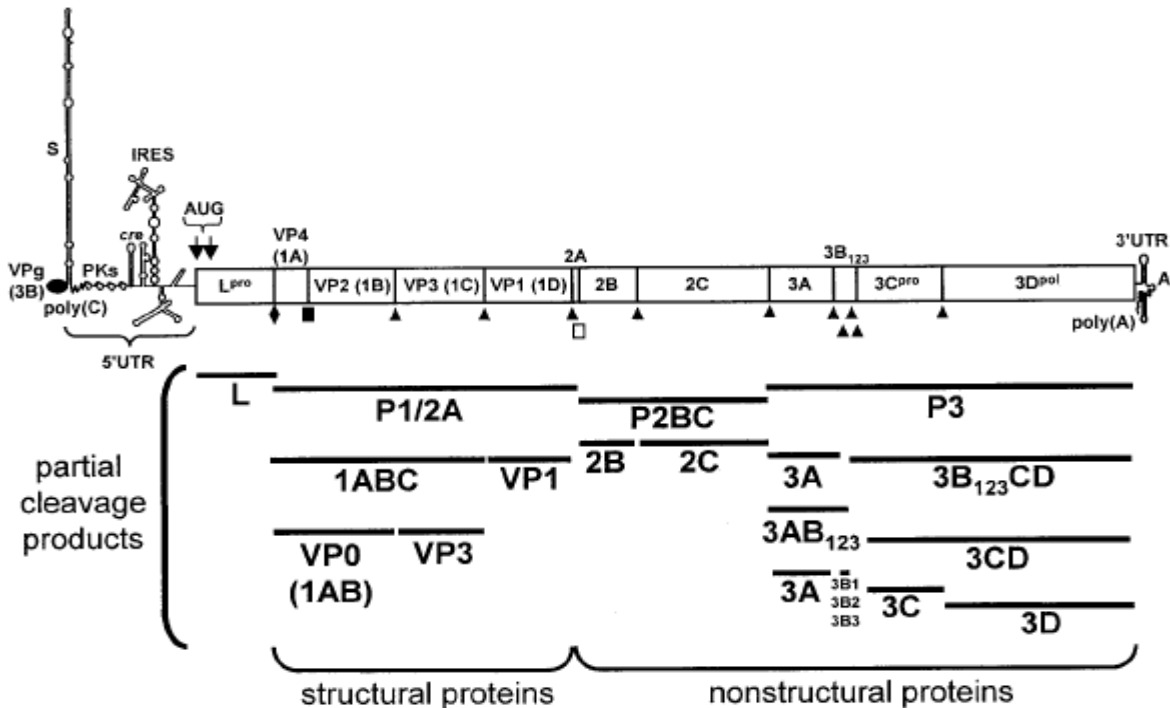 S
IRES
AUG
cre
VP4
(1A)
2A
3B₁₂₃
3'UTR
VPg
(3B)
PKs
poly(C)
Lᵖʳᵒ
VP2 (1B)
VP3 (1C)
VP1 (1D)
2B
2C
3A
3Cᵖʳᵒ
3Dᵖᵒˡ
A
poly(A)
5'UTR
L
P1/2A
P2BC
P3
partial
cleavage
products
1ABC
VP1
2B
2C
3A
3B₁₂₃CD
VP0
(1AB)
VP3
3AB₁₂₃
3CD
3A
3B1
3B2
3B3
3C
3D
structural proteins
nonstructural proteins